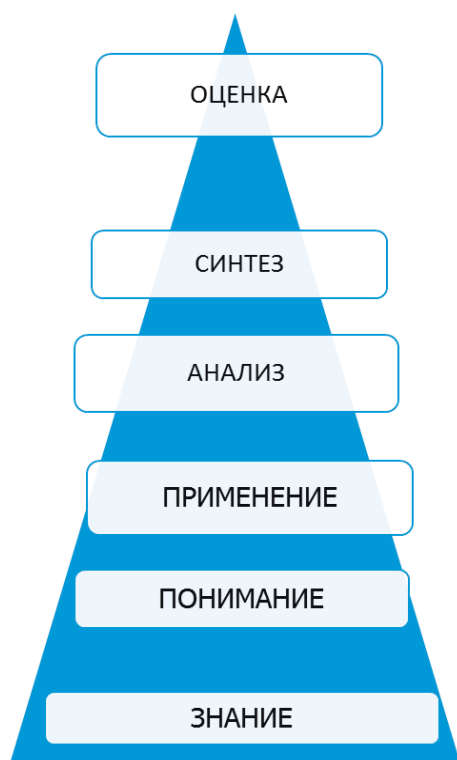 ОЦЕНКА
СИНТЕЗ
АНАЛИЗ
ПРИМЕНЕНИЕ
ПОНИМАНИЕ
ЗНАНИЕ